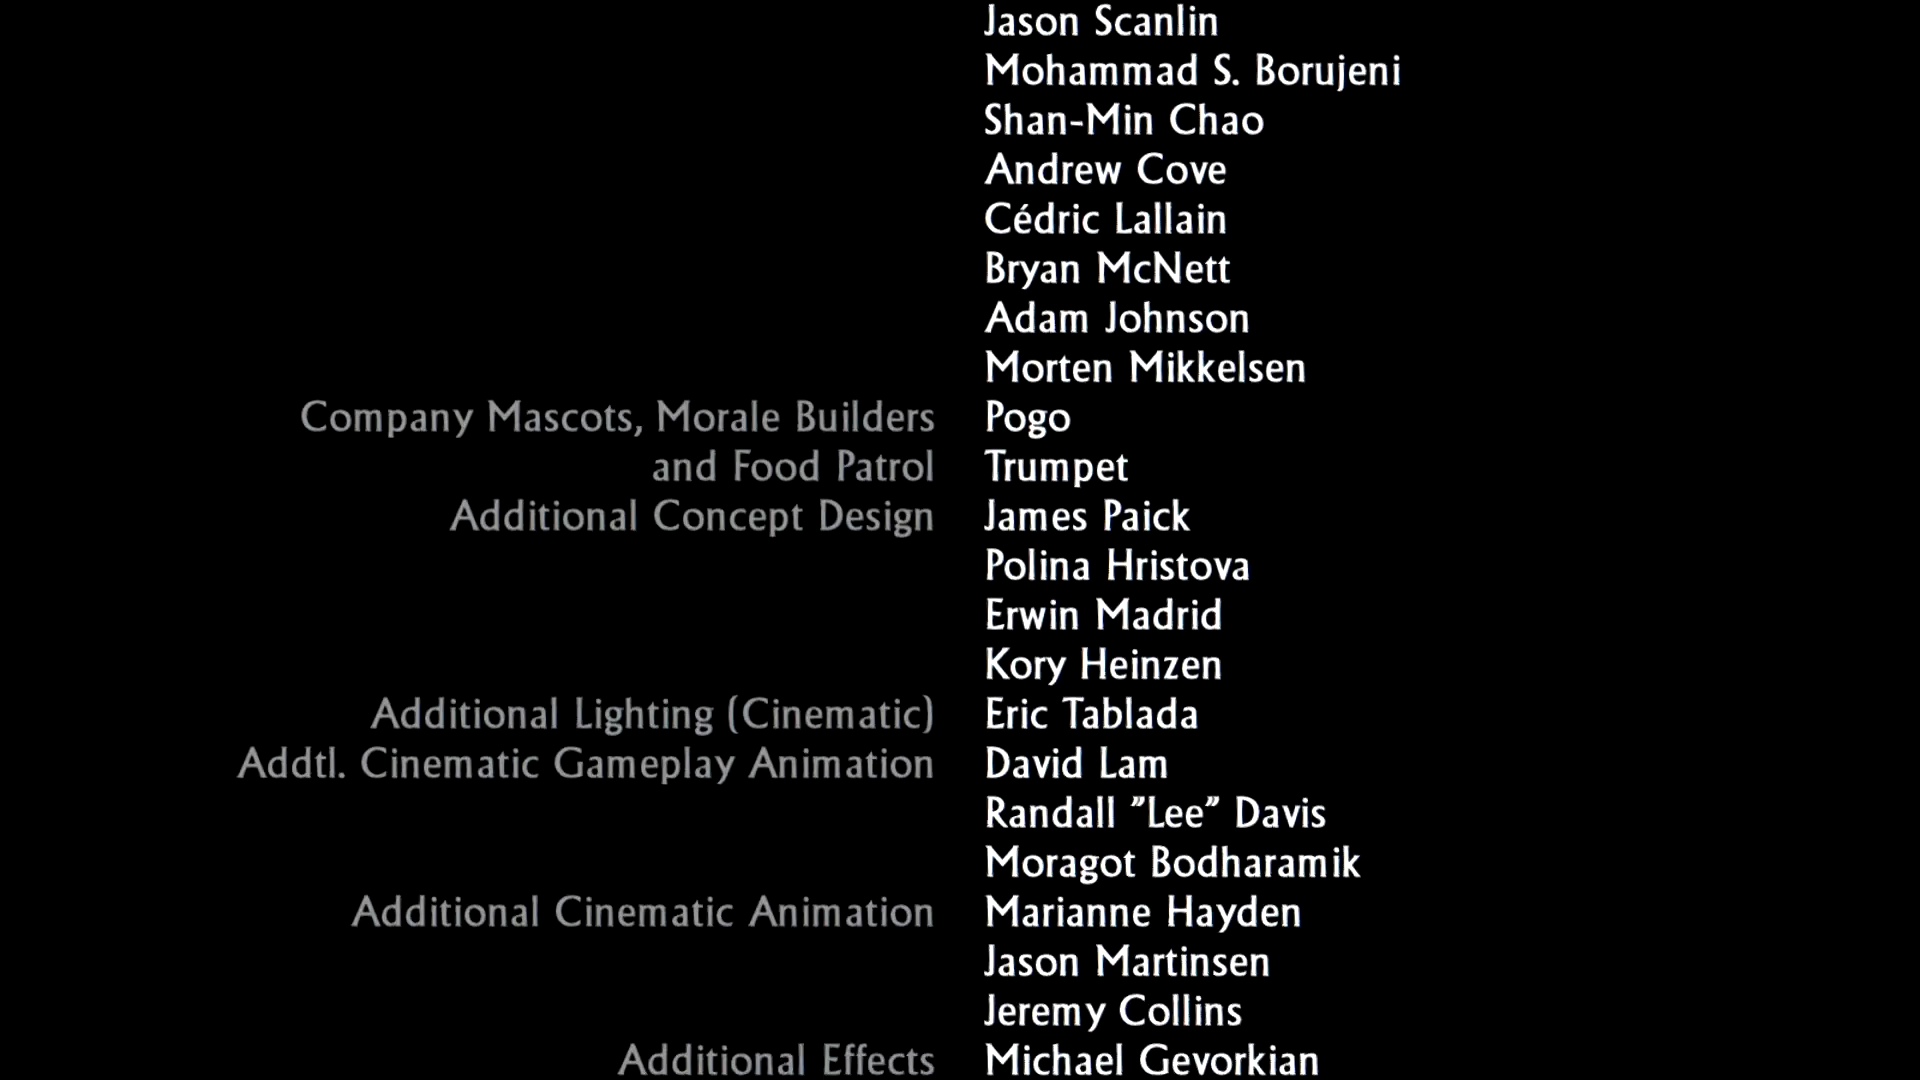 Jason Scanlin
Mohammad S. Borujeni
Shan-Min Chao
Andrew Cove
Cédric Lallain
Bryan McNett
Adam Johnson
Morten Mikkelsen
Company Mascots, Morale Builders Pogo
and Food Patrol Trumpet
Additional Concept Design James Paick
Polina Hristova
Erwin Madrid
Kory Heinzen
Additional Lighting (Cinematic) Eric Tablada
Addtl. Cinematic Gameplay Animation David Lam
Randall ”Lee” Davis
Moragot Bodharamik
Additional Cinematic Animation Marianne Hayden
Jason Martinsen
Jeremy Collins
Additional Effects Michael Gevorkian